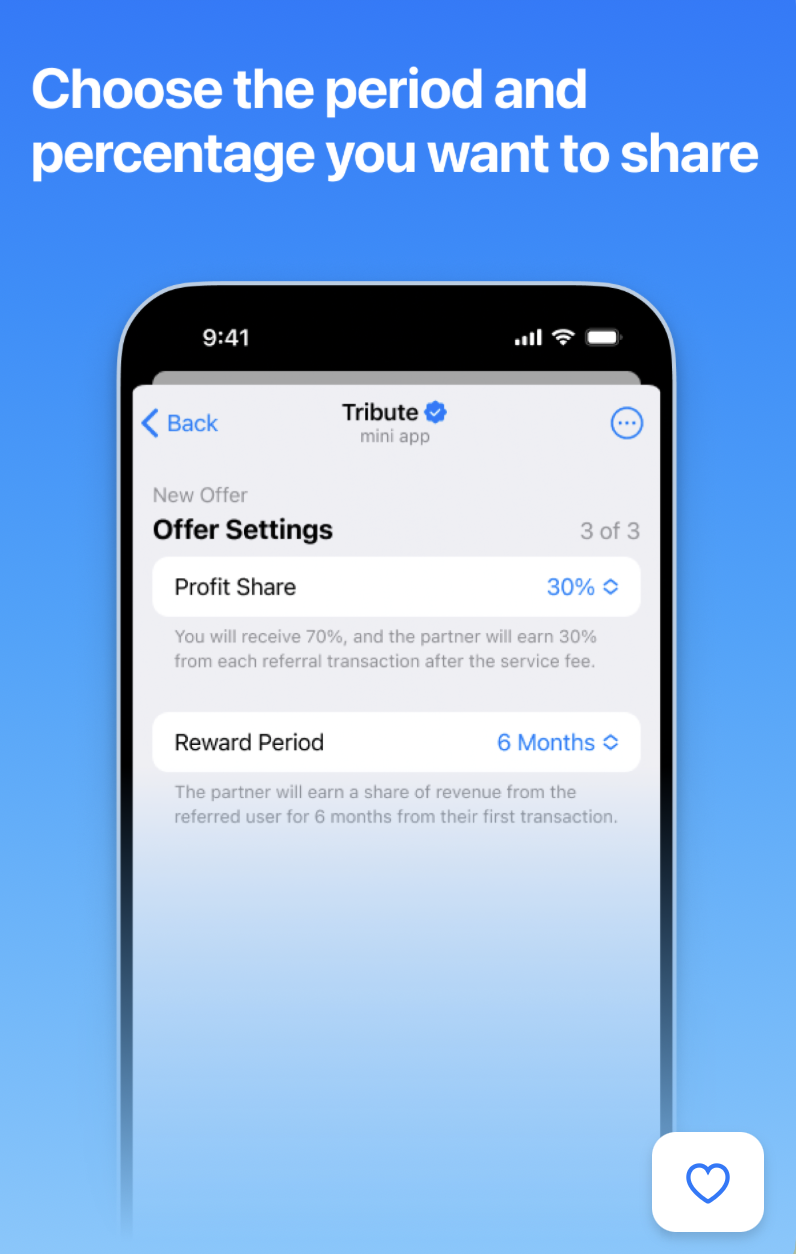 Choose the period and
percentage you want to share
9:41
Back
Tribute
mini app
New Offer
Offer Settings
3 of 3
Profit Share
30%
You will receive 70%, and the partner will earn 30%
from each referral transaction after the service fee.
Reward Period
6 Months
The partner will earn a share of revenue from the
referred user for 6 months from their first transaction.